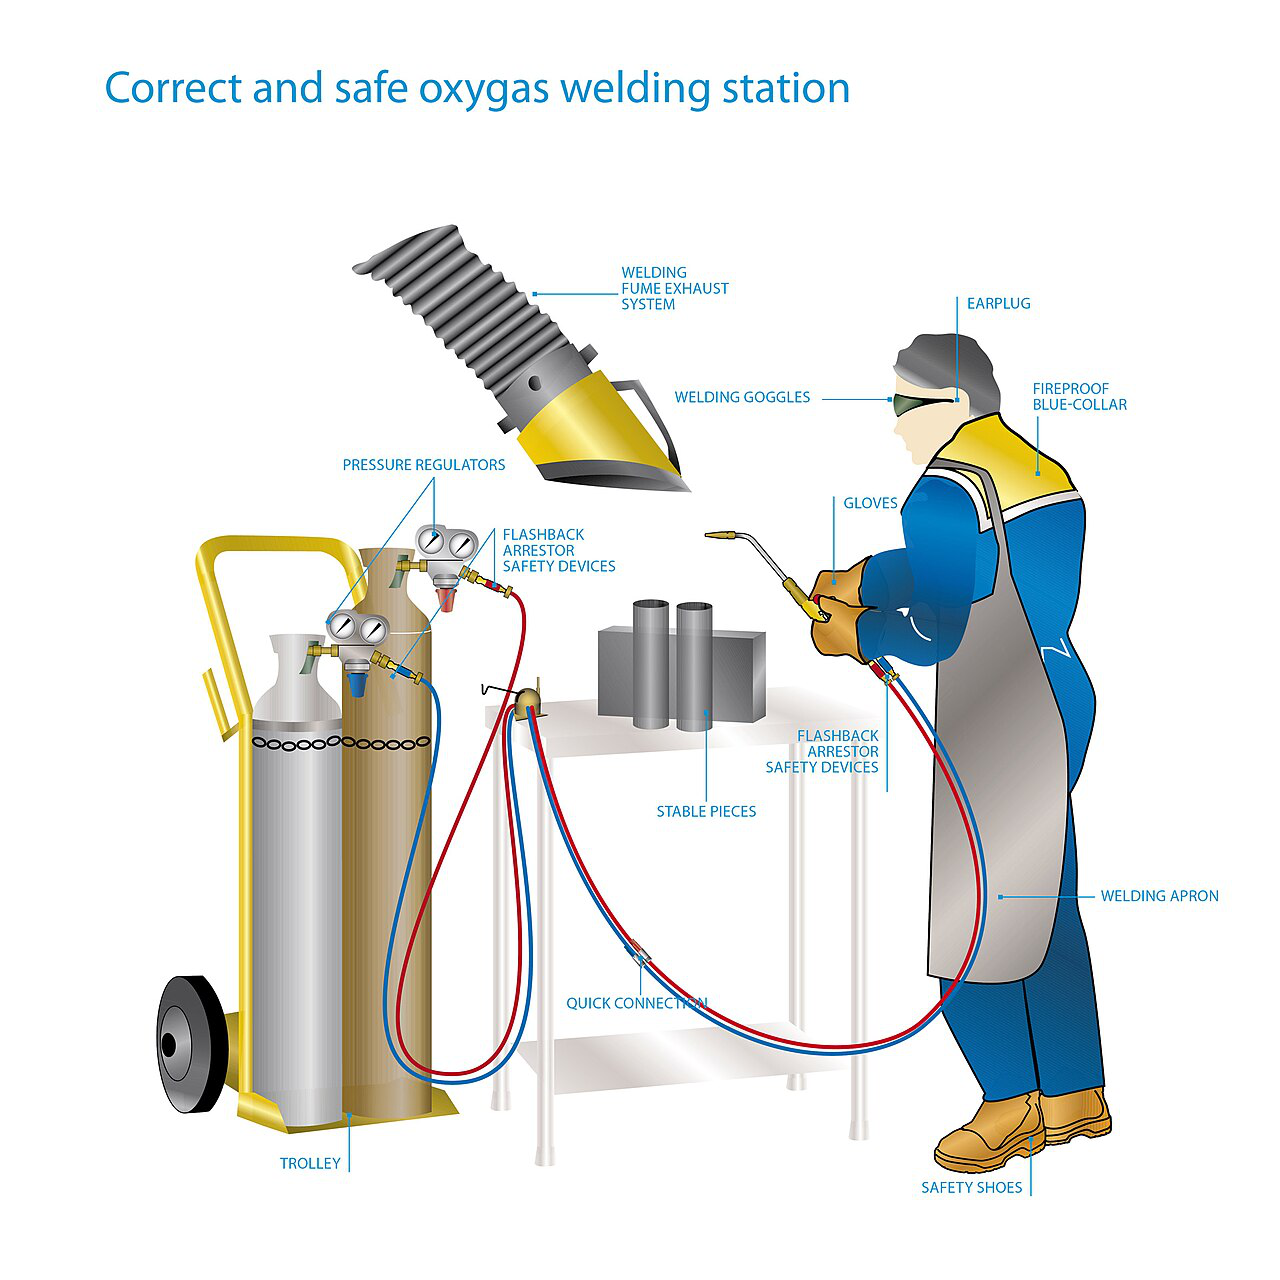 Correct and safe oxygas welding station
WELDING
FUME EXHAUST
SYSTEM
EARPLUG
WELDING GOGGLES
FIREPROOF
BLUE-COLLAR
PRESSURE REGULATORS
GLOVES
FLASHBACK
ARRESTOR
SAFETY DEVICES
FLASHBACK
ARRESTOR
SAFETY DEVICES
STABLE PIECES
WELDING APRON
QUICK CONNECTION
TROLLEY
SAFETY SHOES